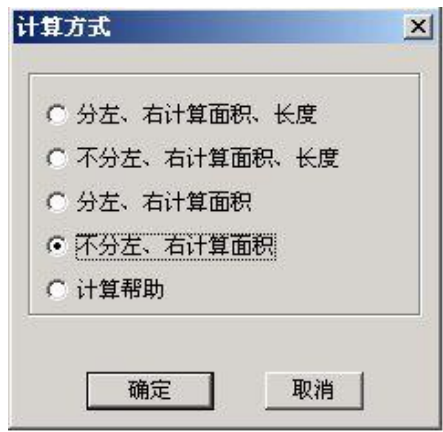 计算方式
分左、右计算面积、长度
不分左、右计算面积、长度
分左、右计算面积
不分左、右计算面积
计算帮助
确定
取消